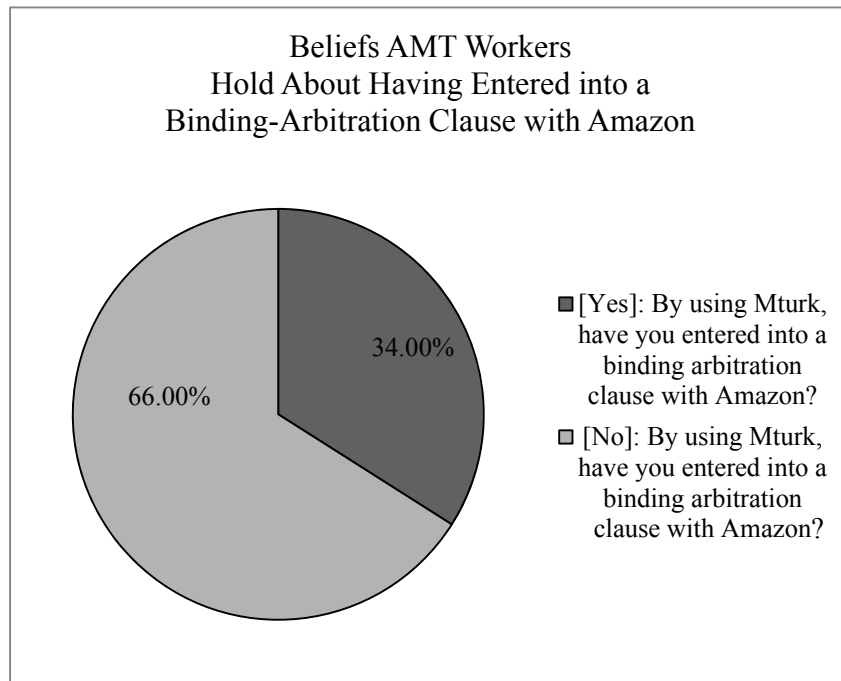 Beliefs AMT Workers
Hold About Having Entered into a
Binding-Arbitration Clause with Amazon
34.00%
66.00%
[Yes]: By using Mturk,
have you entered into a
binding arbitration
clause with Amazon?
[No]: By using Mturk,
have you entered into a
binding arbitration
clause with Amazon?